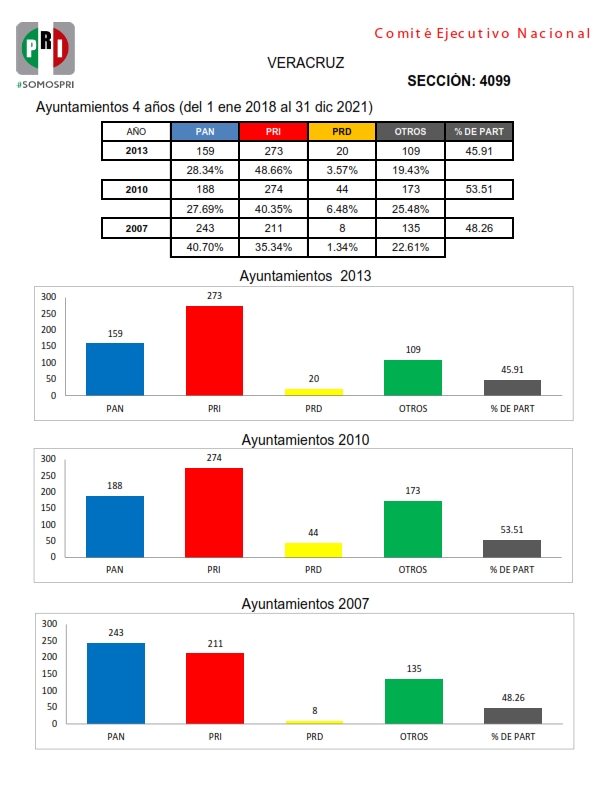 Comité Ejecutivo Nacional
PRI
#SOMOSPRI
VERACRUZ
SECCIÓN: 4099
Ayuntamientos 4 años (del 1 ene 2018 al 31 dic 2021)
AÑO PAN PRI PRD OTROS % DE PART
2013 159 273 20 109 45.91
28.34% 48.66% 3.57% 19.43%
2010 188 274 44 173 53.51
27.69% 40.35% 6.48% 25.48%
2007 243 211 8 135 48.26
40.70% 35.34% 1.34% 22.61%
Ayuntamientos 2013
300
250
200
150
100
50
0
159 273 20 109 45.91
PAN PRI PRD OTROS % DE PART
Ayuntamientos 2010
300
250
200
150
100
50
0
188 274 44 173 53.51
PAN PRI PRD OTROS % DE PART
Ayuntamientos 2007
300
250
200
150
100
50
0
243 211 8 135 48.26
PAN PRI PRD OTROS % DE PART